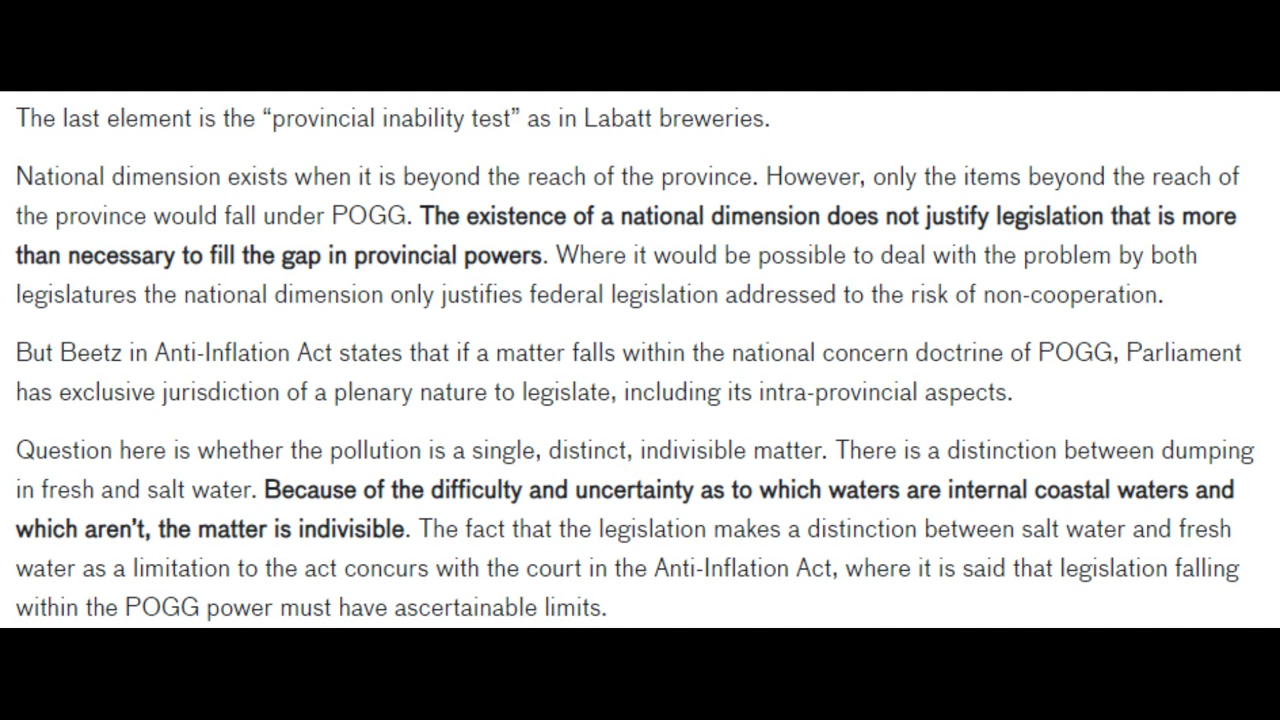 The last element is the “provincial inability test” as in Labatt breweries.
National dimension exists when it is beyond the reach of the province. However, only the items beyond the reach of
the province would fall under POGG. The existence of a national dimension does not justify legislation that is more
than necessary to fill the gap in provincial powers. Where it would be possible to deal with the problem by both
legislatures the national dimension only justifies federal legislation addressed to the risk of non-cooperation.
But Beetz in Anti-Inflation Act states that if a matter falls within the national concern doctrine of POGG, Parliament
has exclusive jurisdiction of a plenary nature to legislate, including its intra-provincial aspects.
Question here is whether the pollution is a single, distinct, indivisible matter. There is a distinction between dumping
in fresh and salt water. Because of the difficulty and uncertainty as to which waters are internal coastal waters and
which aren’t, the matter is indivisible. The fact that the legislation makes a distinction between salt water and fresh
water as a limitation to the act concurs with the court in the Anti-Inflation Act, where it is said that legislation falling
within the POGG power must have ascertainable limits.